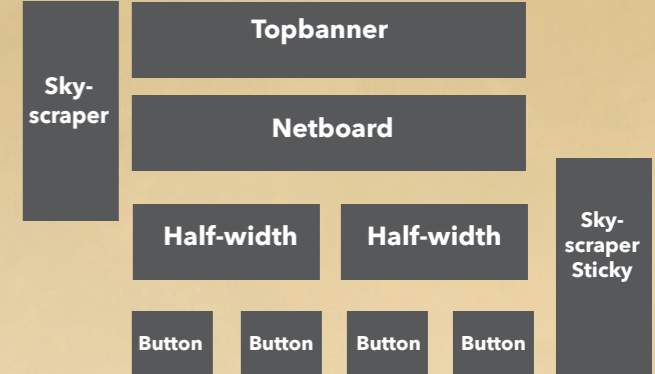 Topbanner
Sky-
scraper
Netboard
Half-width
Half-width
Sky-
scraper
Sticky
Button
Button
Button
Button